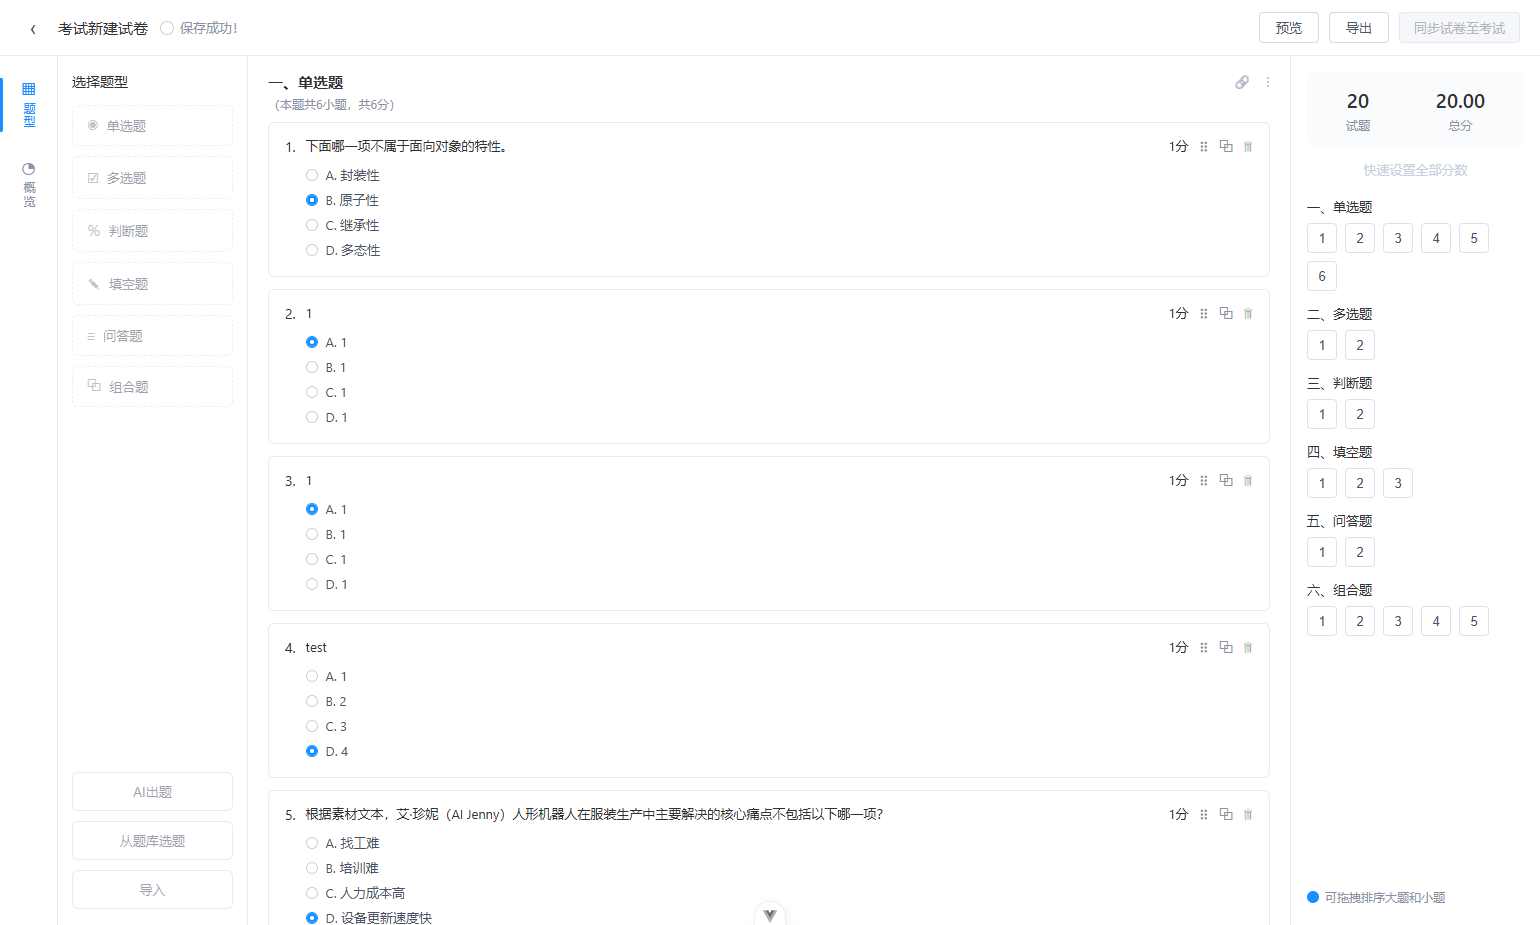 考试新建试卷 保存成功!
预览 导出 同步试卷至考试
题型
概览
选择题型
单选题
多选题
判断题
填空题
问答题
组合题
AI出题
从题库选题
导入
一、单选题
（本题共6小题，共6分）
1. 下面哪一项不属于面向对象的特性。 1分
A. 封装性
B. 原子性
C. 继承性
D. 多态性
2. 1 1分
A. 1
B. 1
C. 1
D. 1
3. 1 1分
A. 1
B. 1
C. 1
D. 1
4. test 1分
A. 1
B. 2
C. 3
D. 4
5. 根据素材文本，艾·珍妮（AI Jenny）人形机器人在服装生产中主要解决的核心痛点不包括以下哪一项? 1分
A. 找工难
B. 培训难
C. 人力成本高
D. 设备更新速度快
20 20.00
试题 总分
快速设置全部分数
一、单选题
1 2 3 4 5
6
二、多选题
1 2
三、判断题
1 2
四、填空题
1 2 3
五、问答题
1 2
六、组合题
1 2 3 4 5
可拖拽排序大题和小题